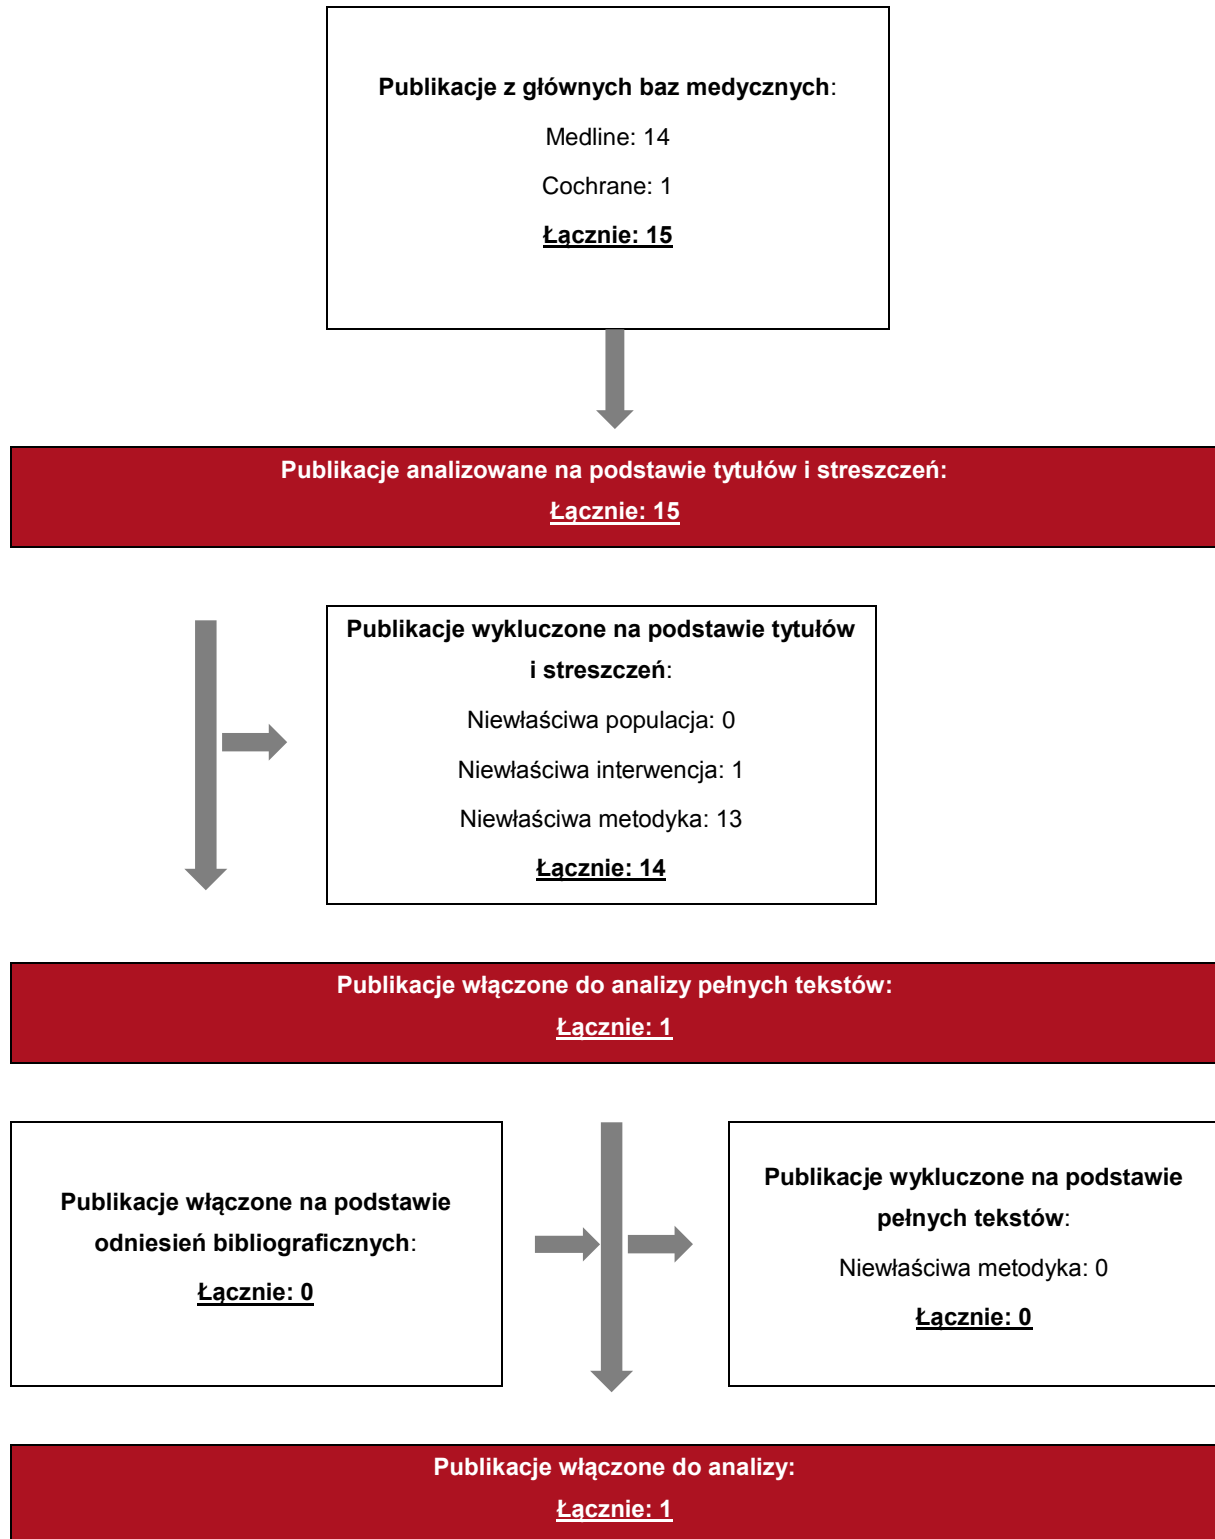 Publikacje z głównych baz medycznych:
Medline: 14
Cochrane: 1
Łącznie: 15
Publikacje analizowane na podstawie tytułów i streszczeń:
Łącznie: 15
Publikacje wykluczone na podstawie tytułów
i streszczeń:
Niewłaściwa populacja: 0
Niewłaściwa interwencja: 1
Niewłaściwa metodyka: 13
Łącznie: 14
Publikacje włączone do analizy pełnych tekstów:
Łącznie: 1
Publikacje włączone na podstawie
odniesień bibliograficznych:
Łącznie: 0
Publikacje wykluczone na podstawie
pełnych tekstów:
Niewłaściwa metodyka: 0
Łącznie: 0
Publikacje włączone do analizy:
Łącznie: 1